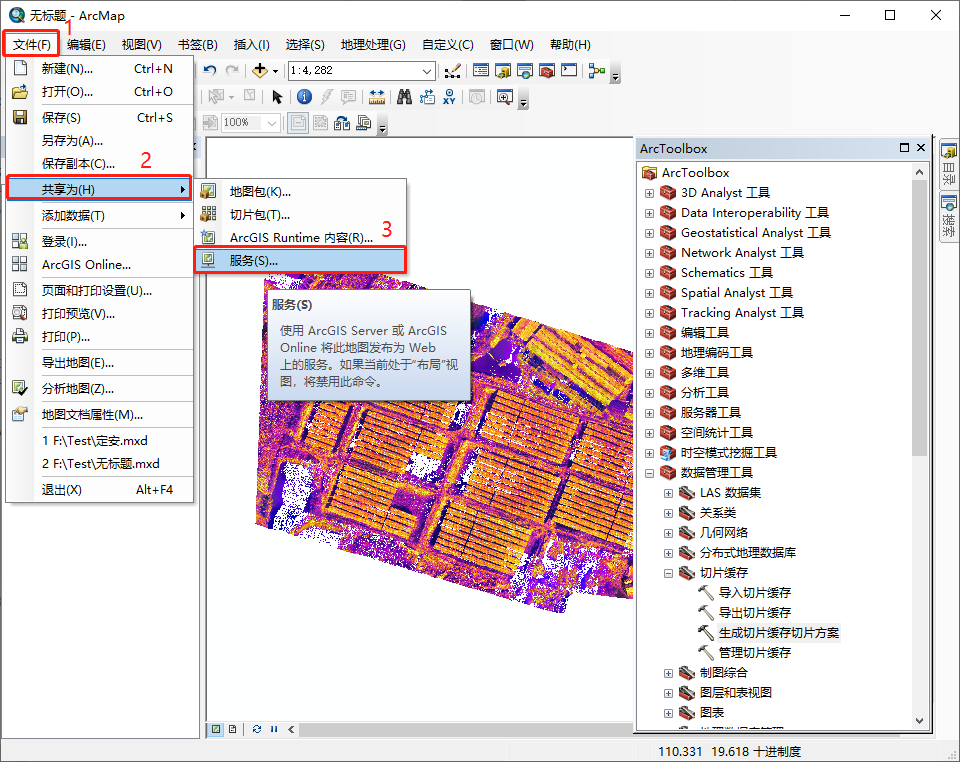 无标题 - ArcMap
1
文件(F) 编辑(E) 视图(V) 书签(B) 插入(I) 选择(S) 地理处理(G) 自定义(C) 窗口(W) 帮助(H)
新建(N)... Ctrl+N
打开(O)... Ctrl+O
保存(S) Ctrl+S
另存为(A)...
保存副本(C)...
2
共享为(H)
添加数据(T)
登录(I)...
ArcGIS Online...
页面和打印设置(U)...
打印预览(V)...
打印(P)...
导出地图(E)...
分析地图(Z)...
地图文档属性(M)...
1 F:\Test\定安.mxd
2 F:\Test\无标题.mxd
退出(X) Alt+F4
1:4,282
XY
100%
地图包(K)...
切片包(T)...
ArcGIS Runtime 内容(R)...
3
服务(S)...
服务(S)
使用 ArcGIS Server 或 ArcGIS
Online 将此地图发布为 Web
上的服务。如果当前处于“布局”视
图，将禁用此命令。
ArcToolbox
ArcToolbox
3D Analyst 工具
Data Interoperability 工具
Geostatistical Analyst 工具
Network Analyst 工具
Schematics 工具
Spatial Analyst 工具
Tracking Analyst 工具
编辑工具
地理编码工具
多维工具
分析工具
服务器工具
空间统计工具
时空模式挖掘工具
数据管理工具
LAS 数据集
关系类
几何网络
分布式地理数据库
切片缓存
导入切片缓存
导出切片缓存
生成切片缓存切片方案
管理切片缓存
制图综合
图层和表视图
图表
目录
搜索
110.331 19.618 十进制度